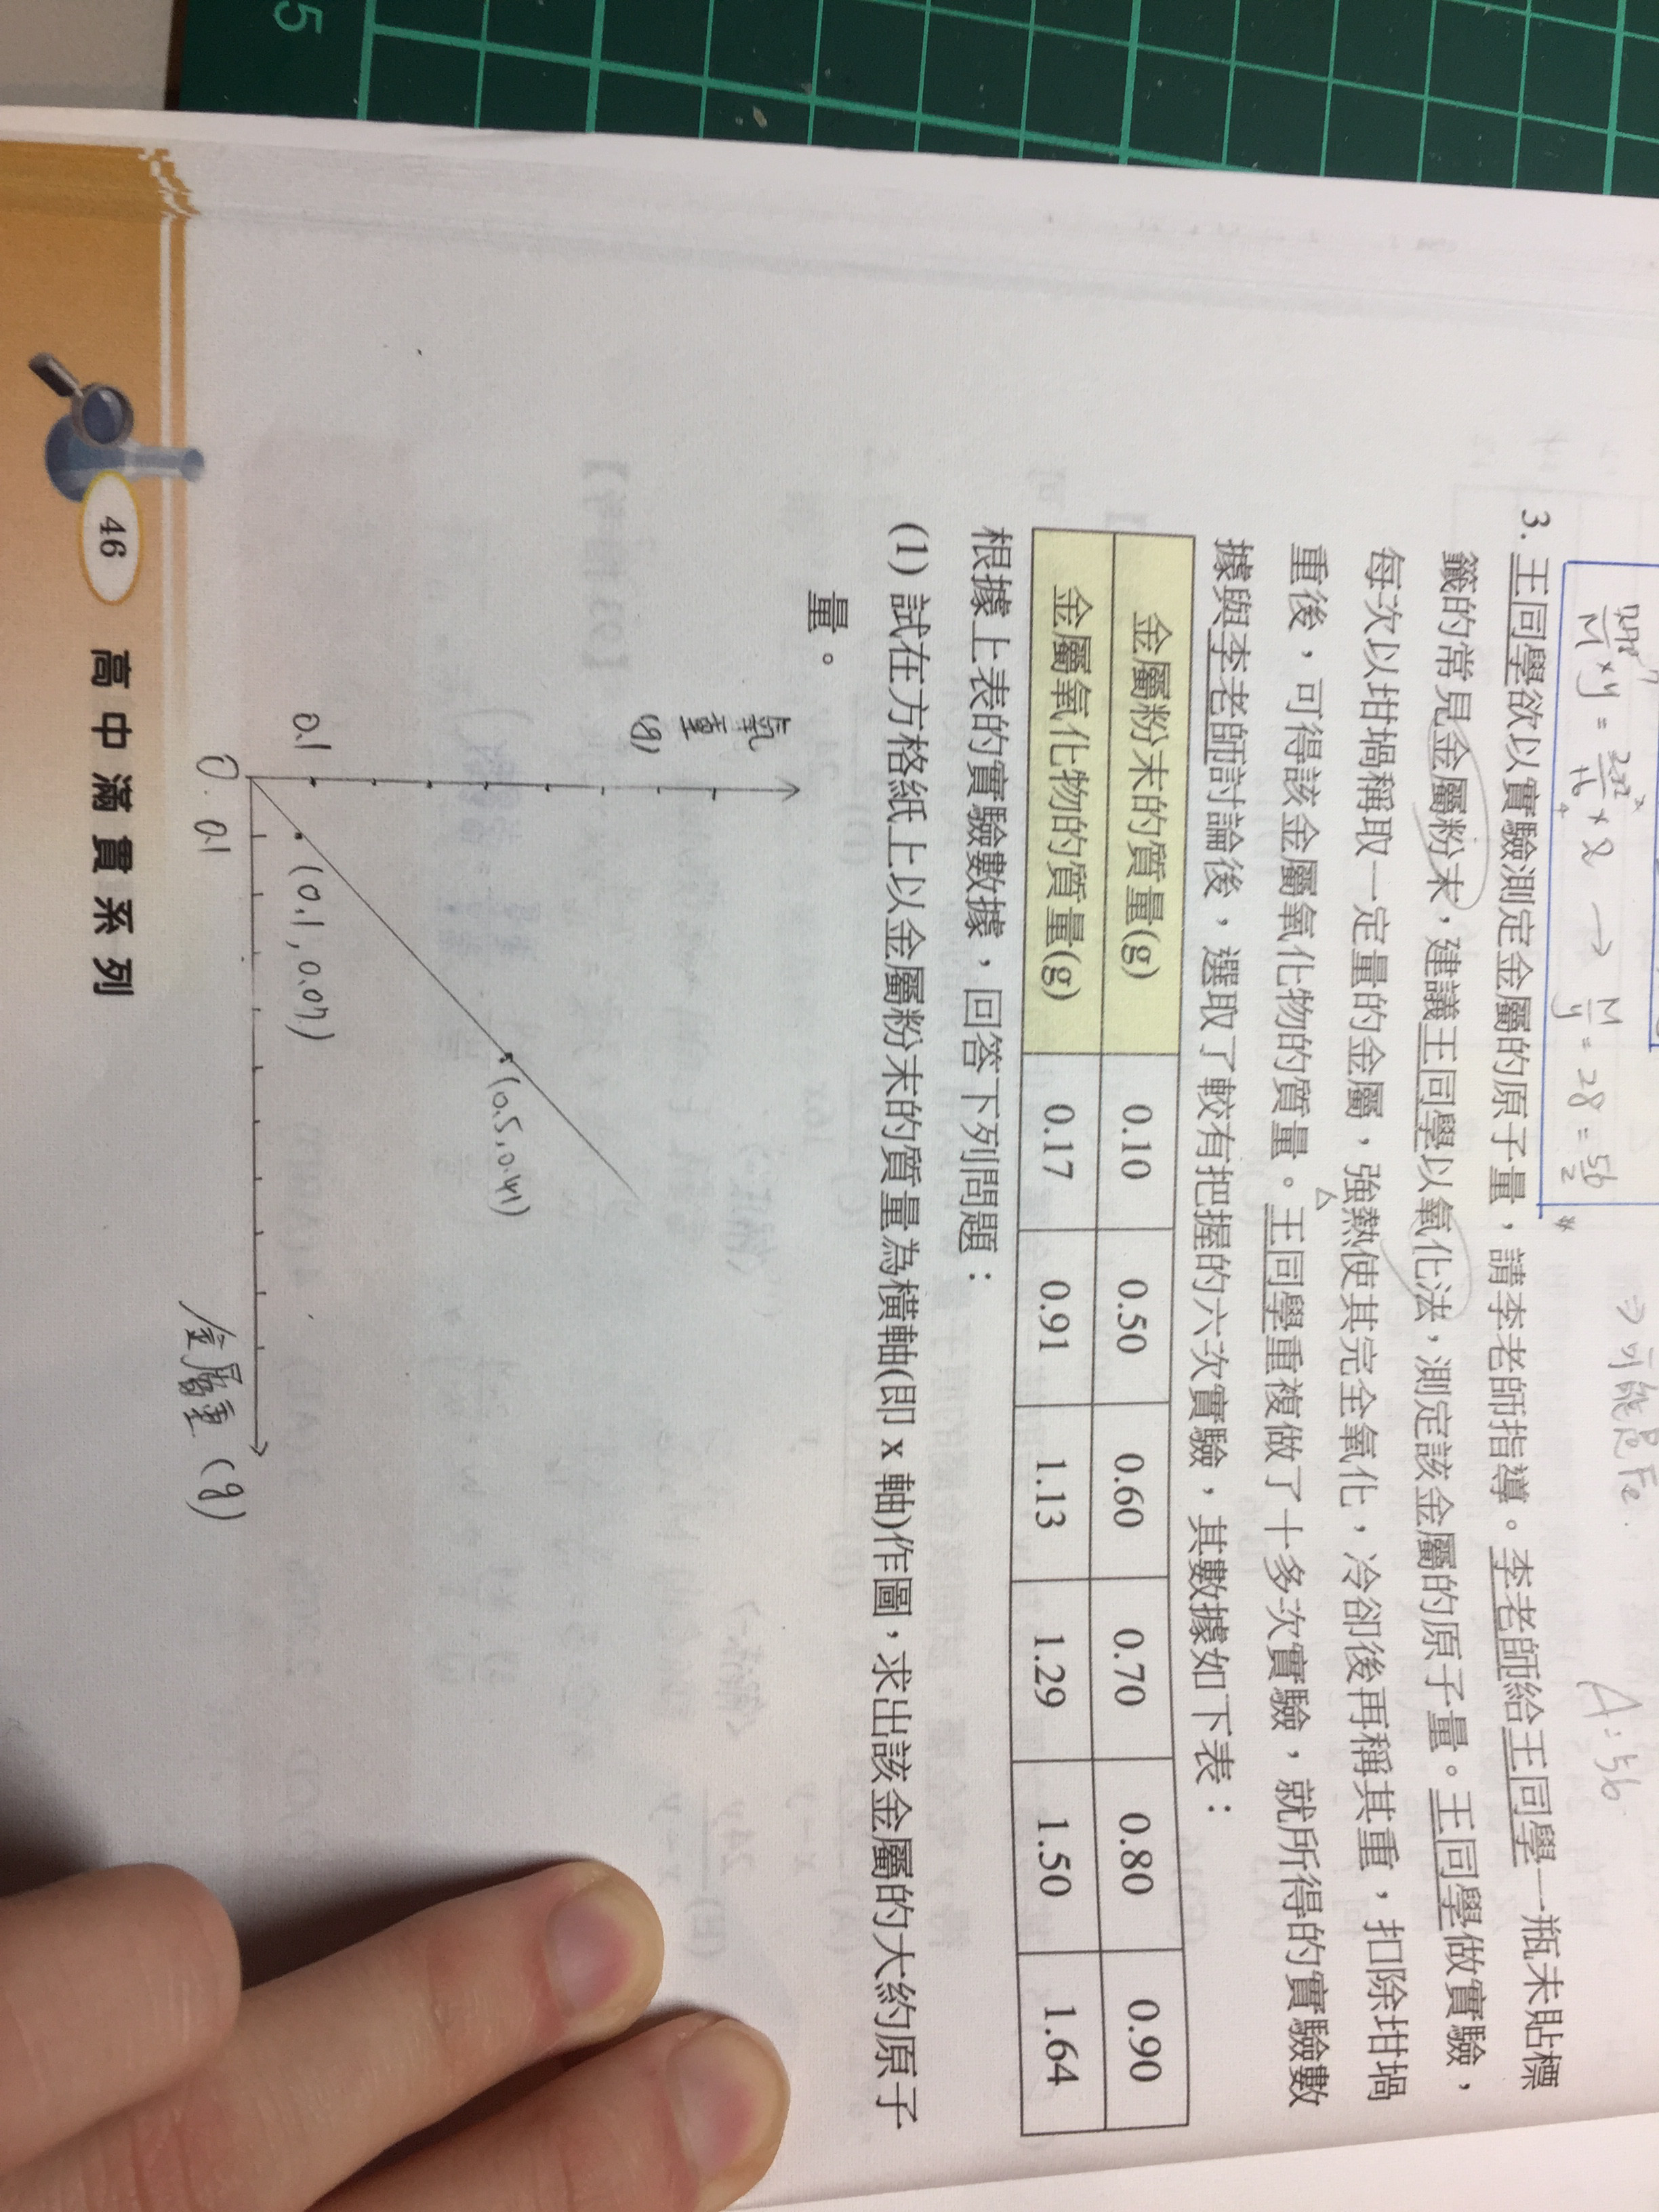 3. 王同學欲以實驗測定金屬的原子量，請李老師指導。李老師給王同學一瓶未貼標
籤的常見金屬粉末，建議王同學以氧化法，測定該金屬的原子量。王同學做實驗，
每次以坩堝稱取一定量的金屬，強熱使其完全氧化，冷卻後再稱其重，扣除坩堝
重後，可得該金屬氧化物的質量。王同學重複做了十多次實驗，就所得的實驗數
據與李老師討論後，選取了較有把握的六次實驗，其數據如下表：
金屬粉末的質量(g) 0.10 0.50 0.60 0.70 0.80 0.90
金屬氧化物的質量(g) 0.17 0.91 1.13 1.29 1.50 1.64
根據上表的實驗數據，回答下列問題：
(1) 試在方格紙上以金屬粉末的質量為橫軸(即 x 軸)作圖，求出該金屬的大約原子
量。
氧重
(g)
0.1
0
0.1
(0.1, 0.07)
(0.5, 0.41)
金屬重 (g)
46 高中滿貫系列
⇒ 可能是 Fe.
M/y = 28 = 56/2
5